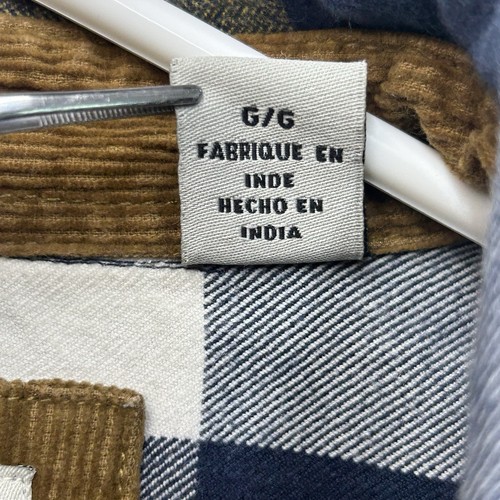 G/G
FABRIQUE EN
INDE
HECHO EN
INDIA